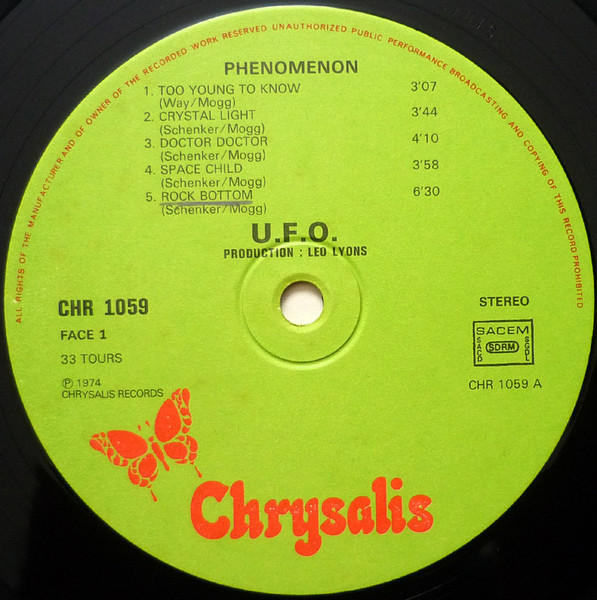 ALL RIGHTS OF THE MANUFACTURER AND OF THE OWNER OF THE RECORDED WORK RESERVED UNAUTHORIZED PUBLIC PERFORMANCE BROADCASTING AND COPYING OF THIS RECORD PROHIBITED
PHENOMENON
1. TOO YOUNG TO KNOW 3'07
(Way/Mogg)
2. CRYSTAL LIGHT 3'44
(Schenker/Mogg)
3. DOCTOR DOCTOR 4'10
(Schenker/Mogg)
4. SPACE CHILD 3'58
(Schenker/Mogg)
5. ROCK BOTTOM 6'30
(Schenker/Mogg)
U.F.O.
PRODUCTION : LEO LYONS
CHR 1059
FACE 1
33 TOURS
Ⓟ 1974
CHRYSALIS RECORDS
STEREO
SACEM
SACD SDRM SGDL
CHR 1059 A
Chrysalis